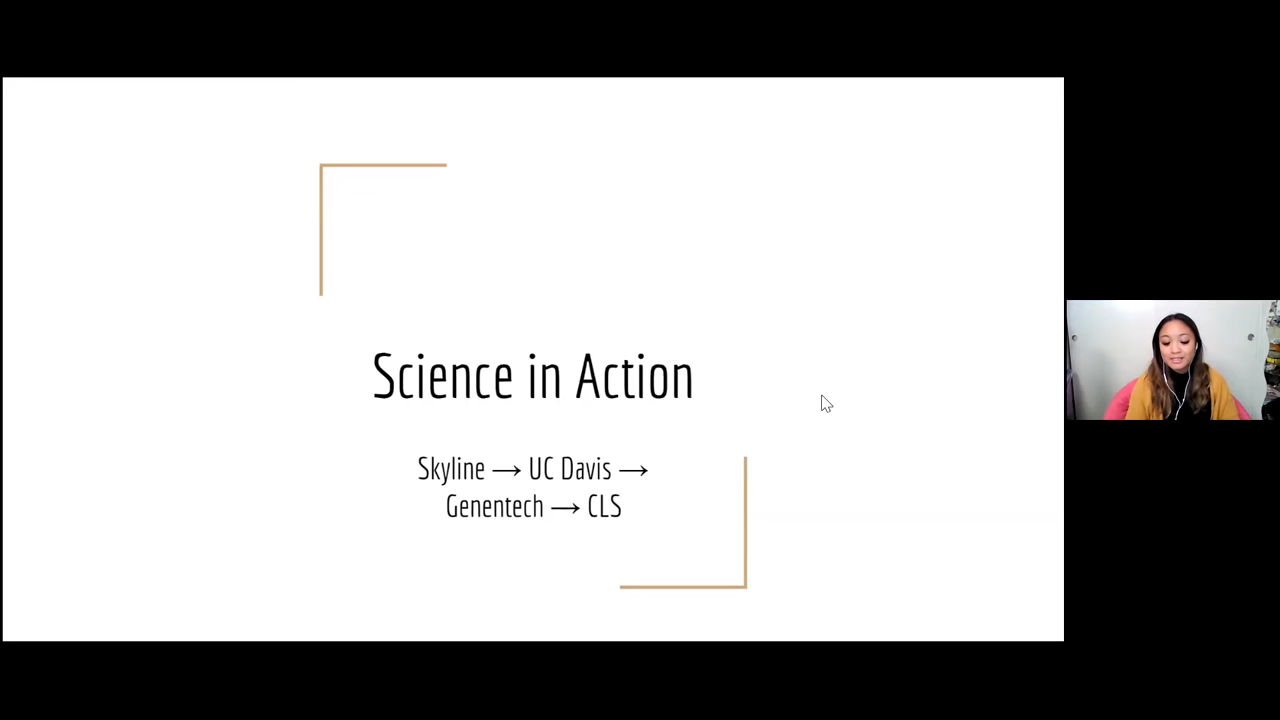 Science in Action
Skyline → UC Davis →
Genentech → CLS